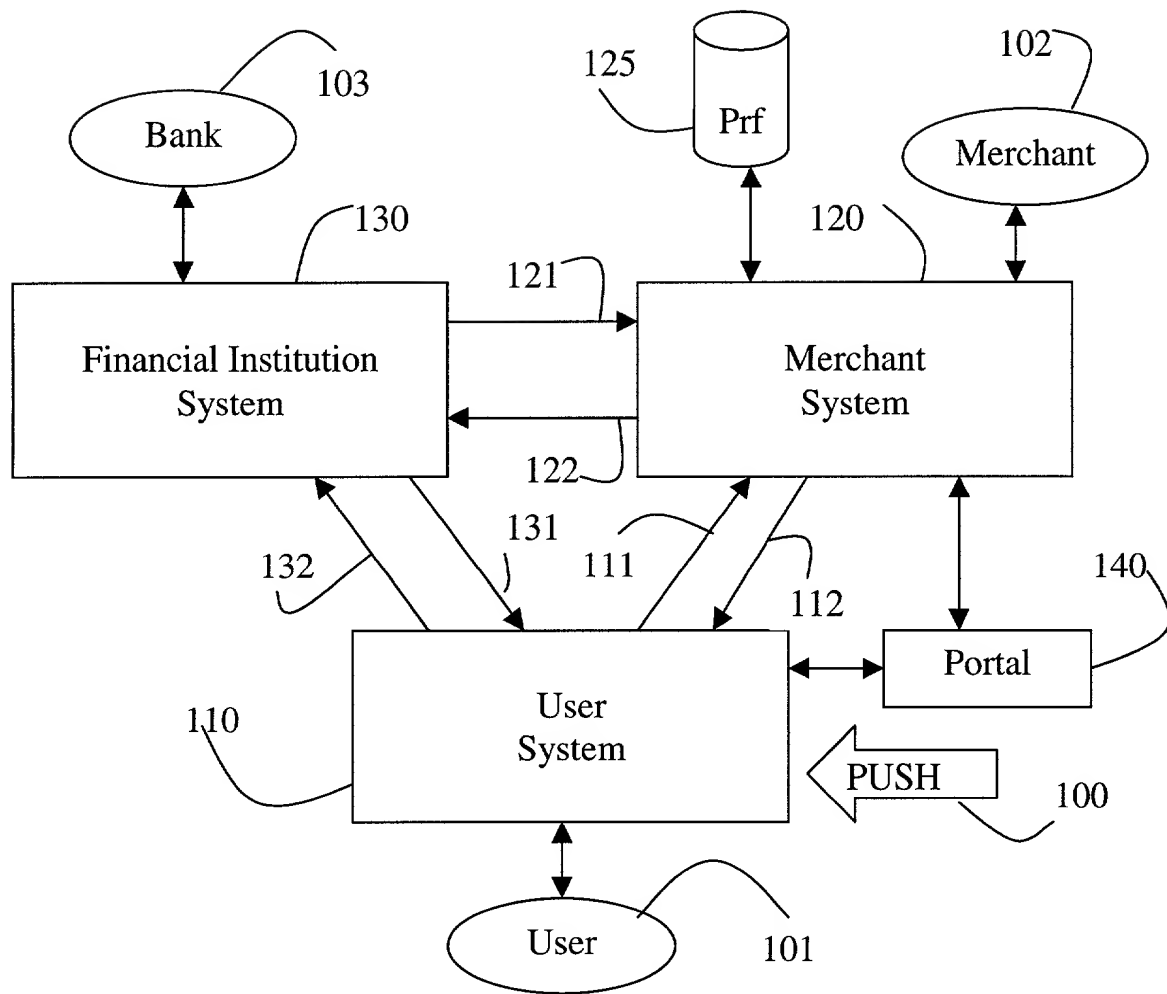 103
Bank
125
Prf
102
Merchant
130
120
121
Financial Institution
System
Merchant
System
122
131
132
111
112
140
Portal
110
User
System
PUSH
100
User
101